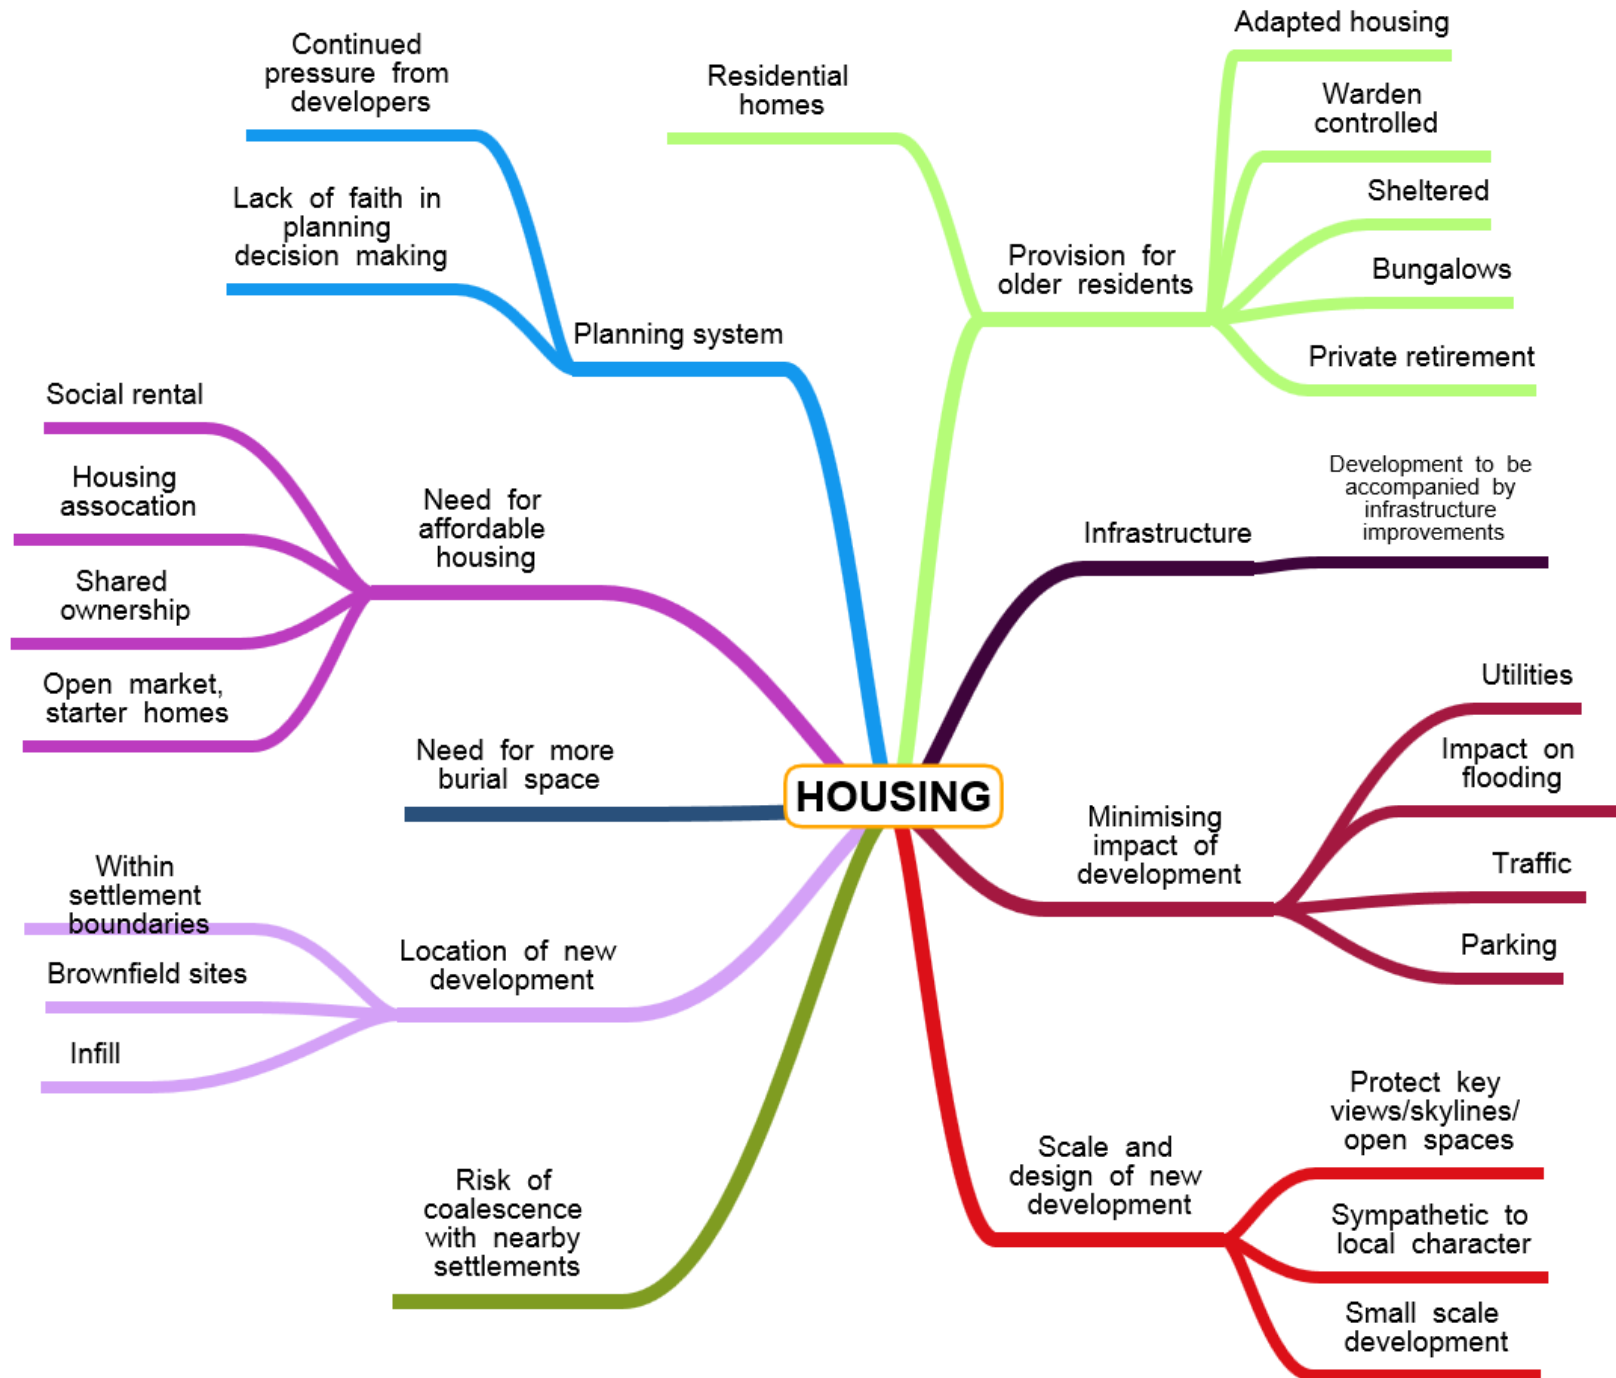 Continued
pressure from
developers
Lack of faith in
planning
decision making
Planning system
Residential
homes
Provision for
older residents
Adapted housing
Warden
controlled
Sheltered
Bungalows
Private retirement
Social rental
Housing
assocation
Shared
ownership
Open market,
starter homes
Need for
affordable
housing
Infrastructure
Development to be
accompanied by
infrastructure
improvements
Need for more
burial space
HOUSING
Minimising
impact of
development
Utilities
Impact on
flooding
Traffic
Parking
Within
settlement
boundaries
Brownfield sites
Infill
Location of new
development
Risk of
coalescence
with nearby
settlements
Scale and
design of new
development
Protect key
views/skylines/
open spaces
Sympathetic to
local character
Small scale
development